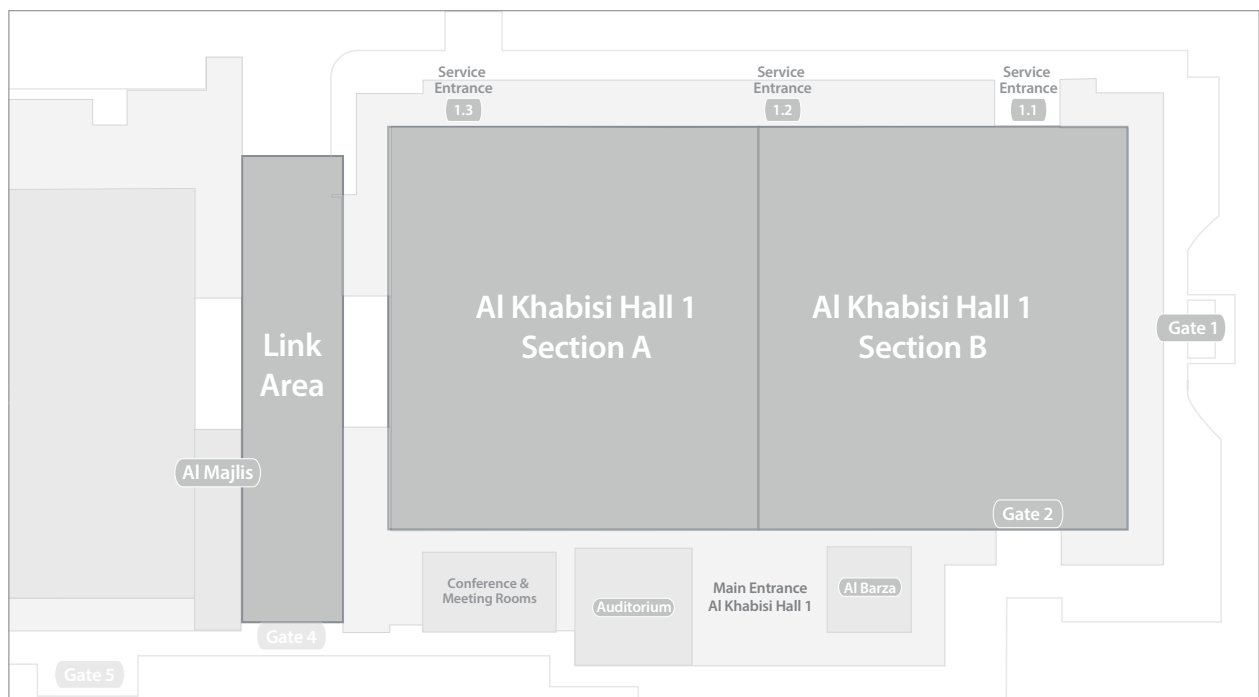 Service
Entrance
1.3
Service
Entrance
1.2
Service
Entrance
1.1
Al Khabisi Hall 1
Section A
Al Khabisi Hall 1
Section B
Gate 1
Link
Area
Al Majlis
Gate 2
Conference &
Meeting Rooms
Auditorium
Main Entrance
Al Khabisi Hall 1
Al Barza
Gate 4
Gate 5